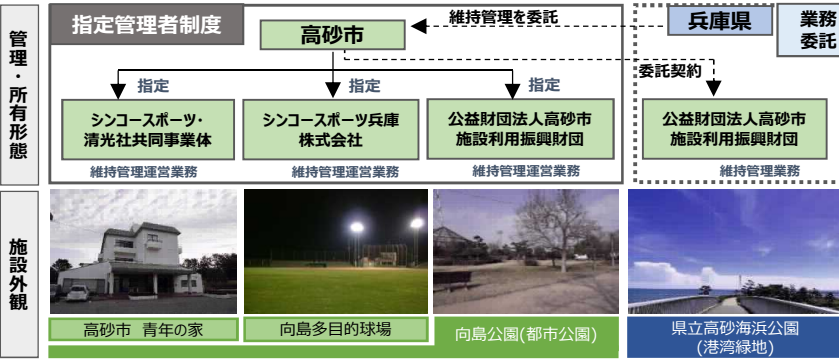 管理・所有形態
指定管理者制度
高砂市
維持管理を委託
兵庫県
業務
委託
委託契約
指定
指定
指定
シンコースポーツ・
清光社共同事業体
シンコースポーツ兵庫
株式会社
公益財団法人高砂市
施設利用振興財団
公益財団法人高砂市
施設利用振興財団
維持管理運営業務
維持管理運営業務
維持管理運営業務
維持管理業務
施設外観
高砂市 青年の家
向島多目的球場
向島公園(都市公園)
県立高砂海浜公園
(港湾緑地)